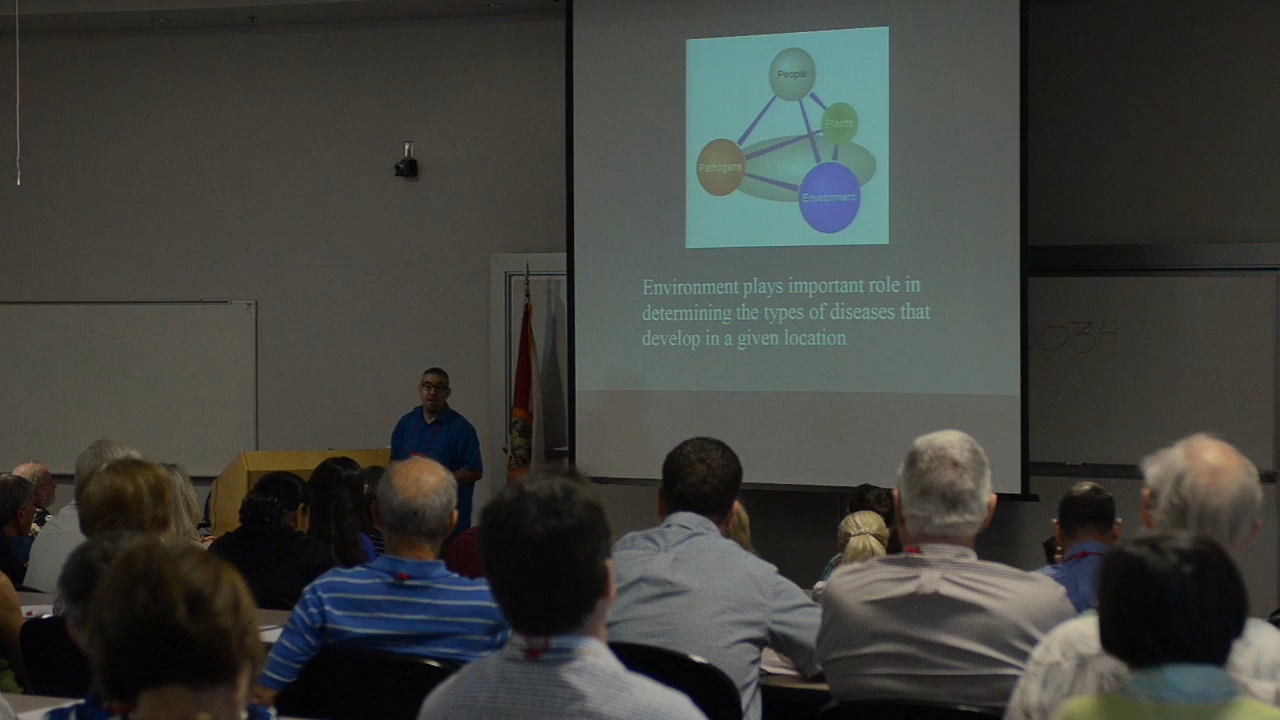 People
Plants
Pathogens
Environment
Environment plays important role in
determining the types of diseases that
develop in a given location
034